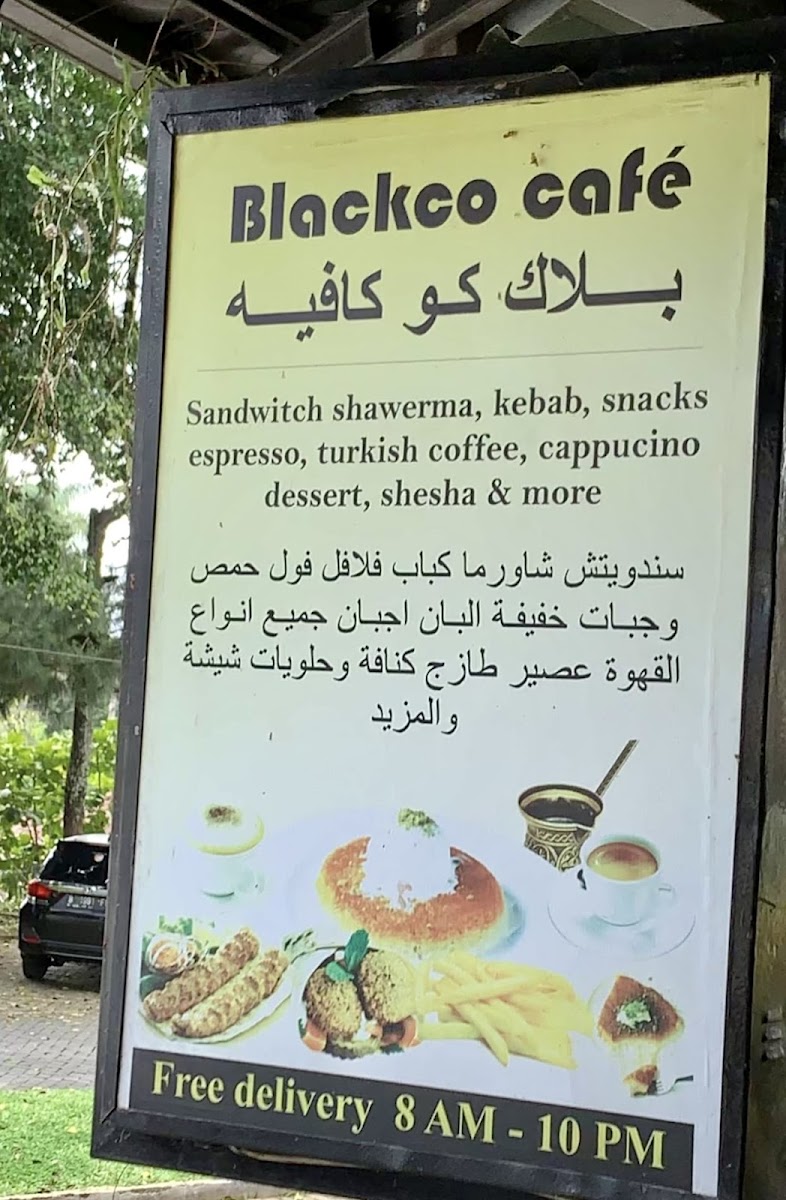 Blackco café
بلاك كو كافيه
Sandwitch shawerma, kebab, snacks
espresso, turkish coffee, cappucino
dessert, shesha & more
سندويتش شاورما كباب فلافل فول حمص
وجبات خفيفة البان اجبان جميع انواع
القهوة عصير طازج كنافة وحلويات شيشة
والمزيد
Free delivery 8 AM - 10 PM